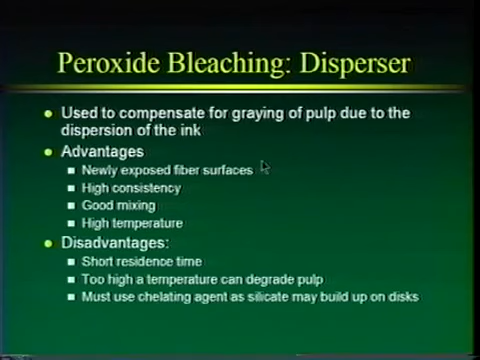 Peroxide Bleaching: Disperser
Used to compensate for graying of pulp due to the
dispersion of the ink
Advantages
Newly exposed fiber surfaces
High consistency
Good mixing
High temperature
Disadvantages:
Short residence time
Too high a temperature can degrade pulp
Must use chelating agent as silicate may build up on disks